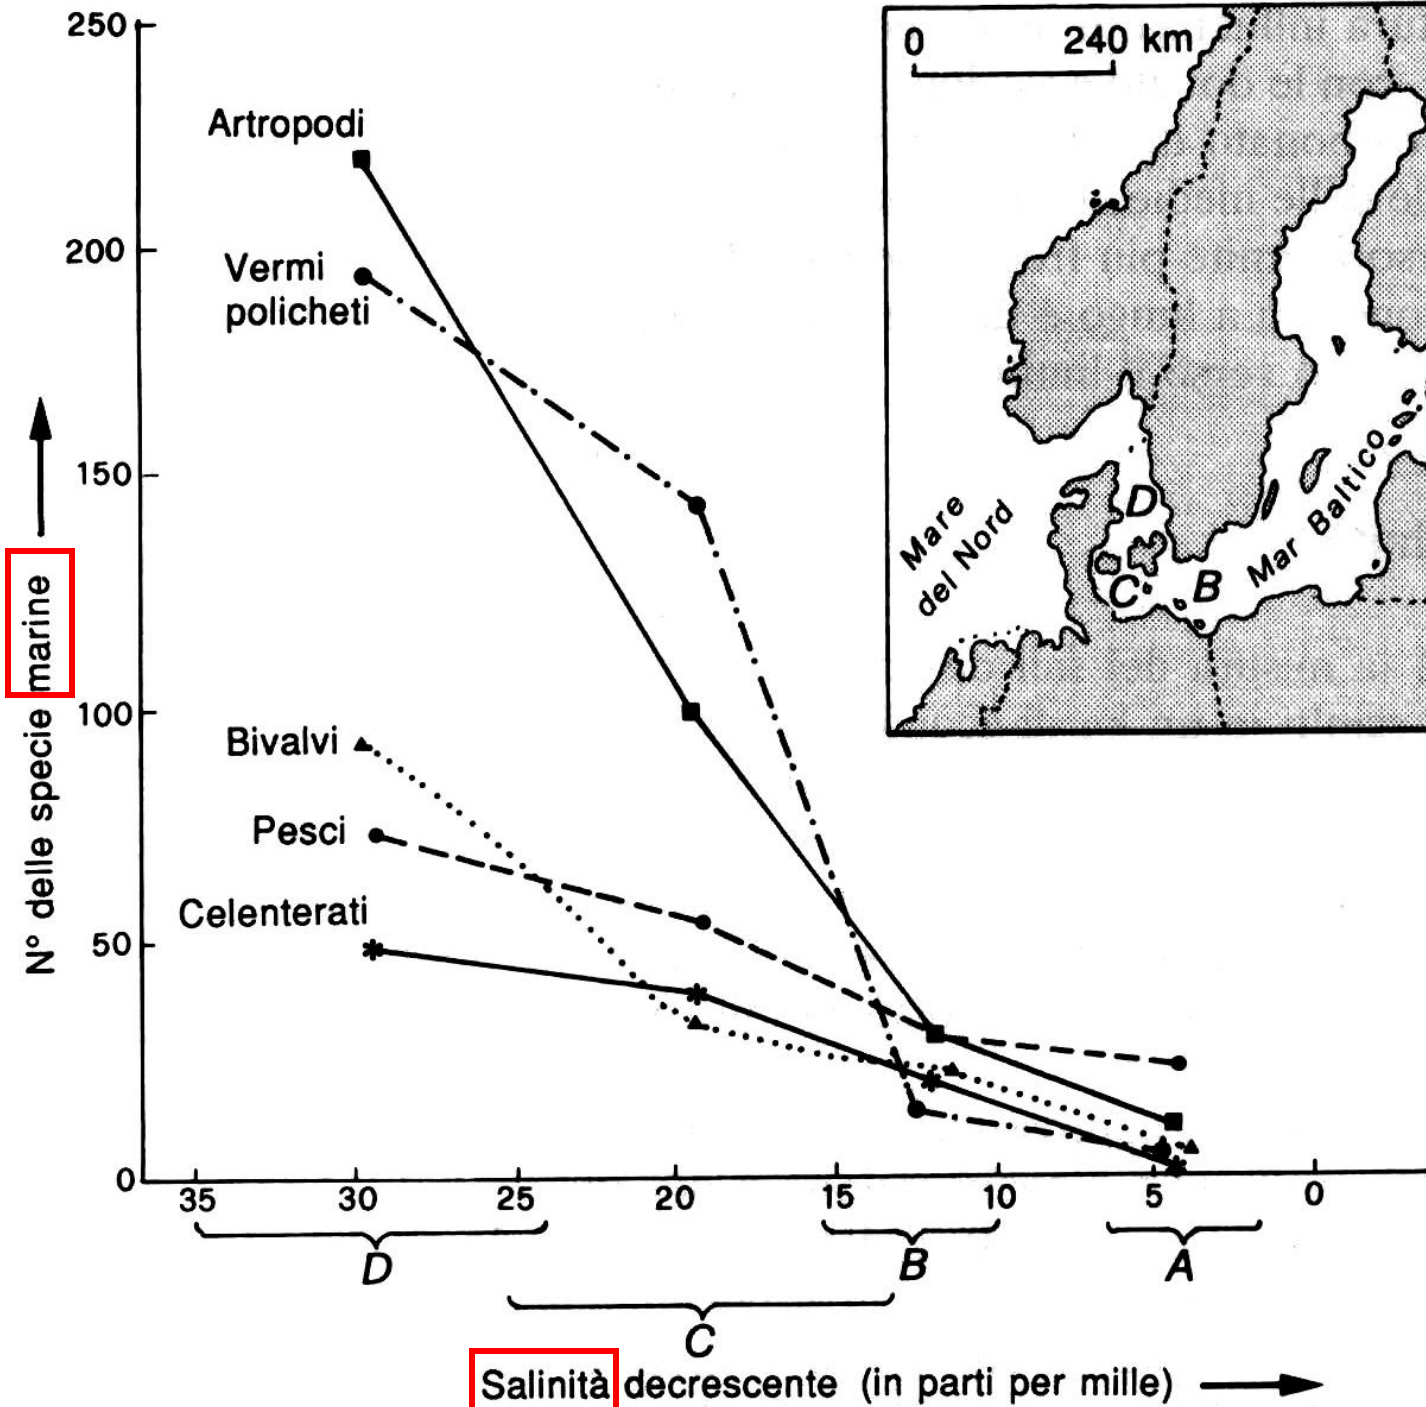 250
200
150
100
50
0
N° delle specie marine
Artropodi
Vermi
policheti
Bivalvi
Pesci
Celenterati
0 240 km
Mare
del Nord
Mar Baltico
D
C
B
35 30 25 20 15 10 5 0
D
B
A
C
Salinità decrescente (in parti per mille)